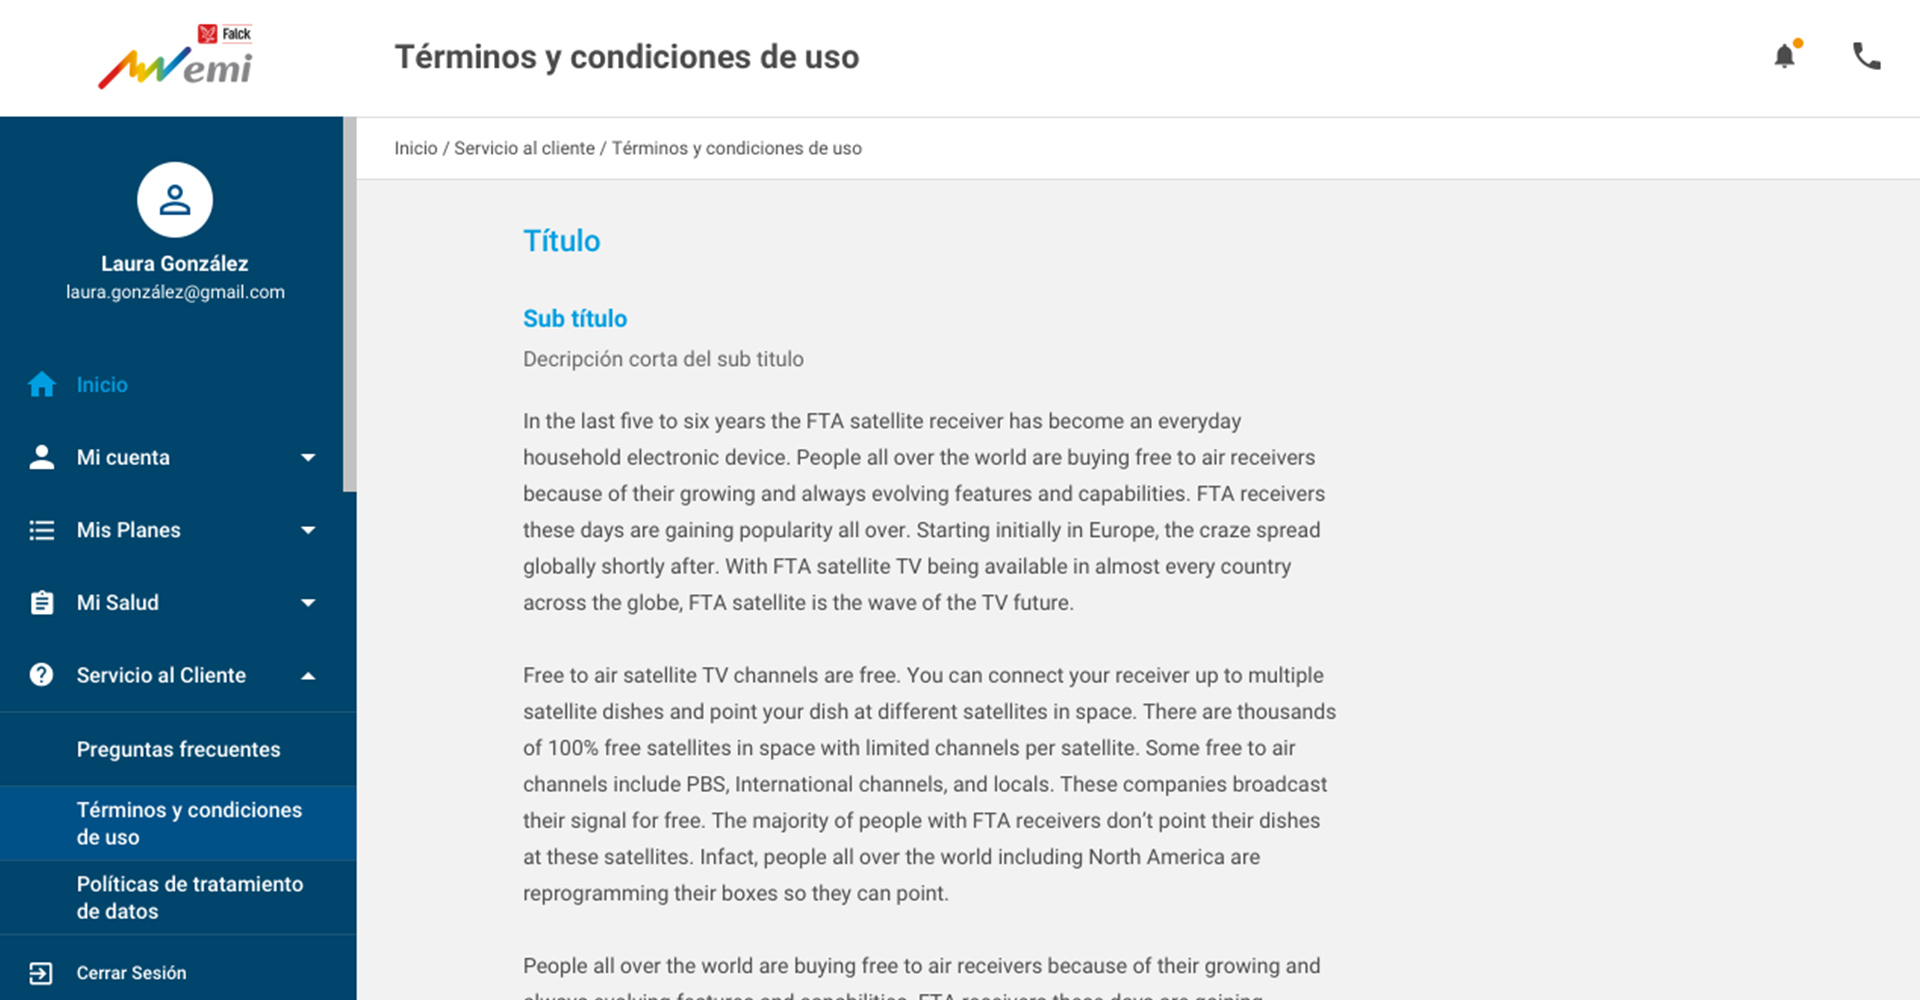 Falck
emi
Términos y condiciones de uso
Inicio / Servicio al cliente / Términos y condiciones de uso
Laura González
laura.gonzález@gmail.com
Inicio
Mi cuenta
Mis Planes
Mi Salud
Servicio al Cliente
Preguntas frecuentes
Términos y condiciones
de uso
Políticas de tratamiento
de datos
Cerrar Sesión
Título
Sub título
Decripción corta del sub titulo
In the last five to six years the FTA satellite receiver has become an everyday
household electronic device. People all over the world are buying free to air receivers
because of their growing and always evolving features and capabilities. FTA receivers
these days are gaining popularity all over. Starting initially in Europe, the craze spread
globally shortly after. With FTA satellite TV being available in almost every country
across the globe, FTA satellite is the wave of the TV future.
Free to air satellite TV channels are free. You can connect your receiver up to multiple
satellite dishes and point your dish at different satellites in space. There are thousands
of 100% free satellites in space with limited channels per satellite. Some free to air
channels include PBS, International channels, and locals. These companies broadcast
their signal for free. The majority of people with FTA receivers don’t point their dishes
at these satellites. Infact, people all over the world including North America are
reprogramming their boxes so they can point.
People all over the world are buying free to air receivers because of their growing and
always evolving features and capabilities. FTA receivers these days are gaining